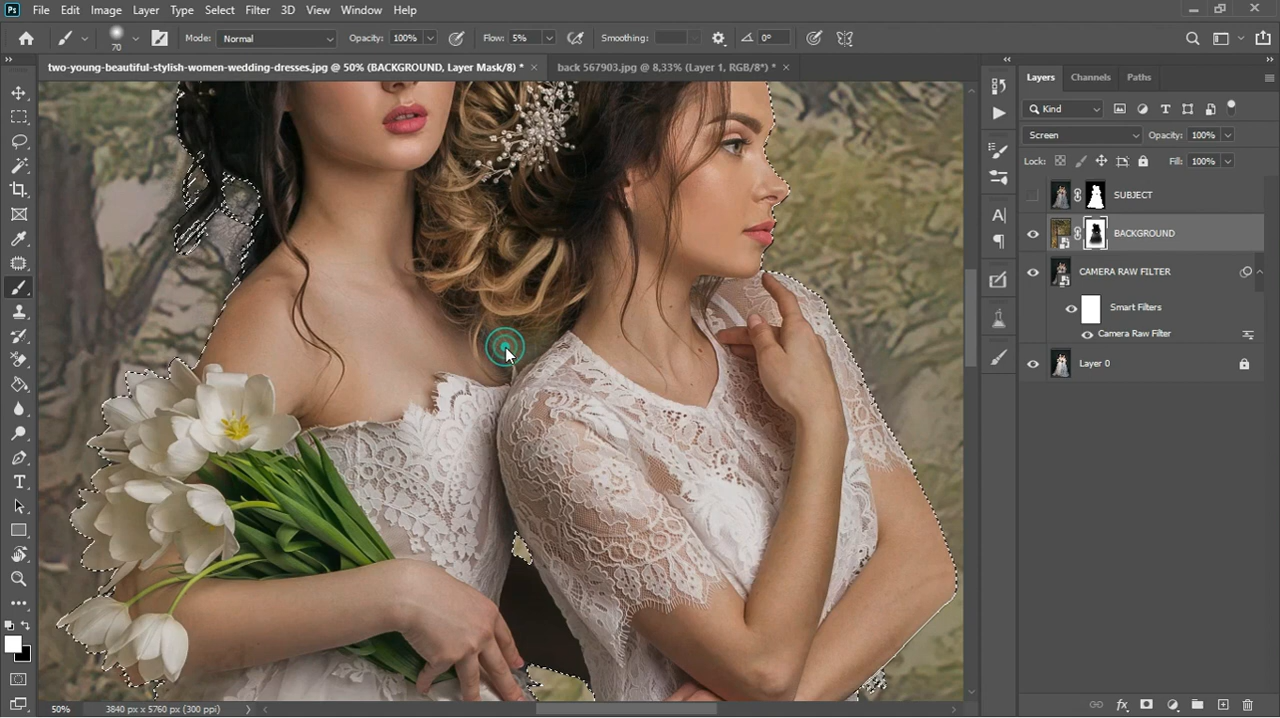 Ps File Edit Image Layer Type Select Filter 3D View Window Help
70 Mode: Normal Opacity: 100% Flow: 5% Smoothing: 0°
two-young-beautiful-stylish-women-wedding-dresses.jpg @ 50% (BACKGROUND, Layer Mask/8) * × back 567903.jpg @ 8,33% (Layer 1, RGB/8*) * ×
Layers Channels Paths
Kind
Screen Opacity: 100%
Lock: Fill: 100%
SUBJECT
BACKGROUND
CAMERA RAW FILTER
Smart Filters
Camera Raw Filter
Layer 0
50% 3840 px x 5760 px (300 ppi)